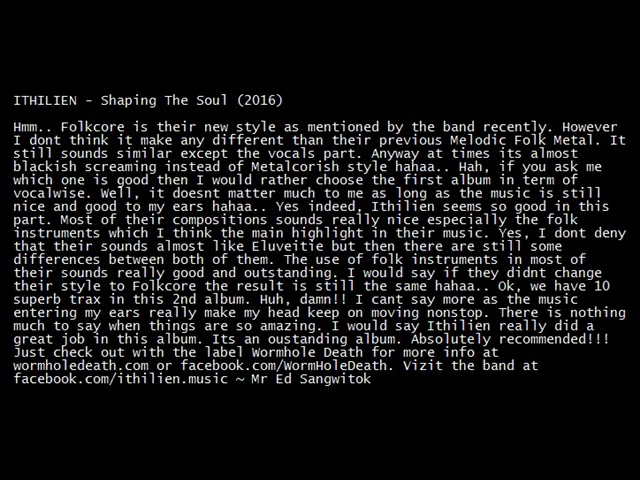 ITHILIEN - Shaping The Soul (2016)
Hmm.. Folkcore is their new style as mentioned by the band recently. However
I dont think it make any different than their previous Melodic Folk Metal. It
still sounds similar except the vocals part. Anyway at times its almost
blackish screaming instead of Metalcorish style hahaa.. Hah, if you ask me
which one is good then I would rather choose the first album in term of
vocalwise. Well, it doesnt matter much to me as long as the music is still
nice and good to my ears hahaa.. Yes indeed, Ithilien seems so good in this
part. Most of their compositions sounds really nice especially the folk
instruments which I think the main highlight in their music. Yes, I dont deny
that their sounds almost like Eluveitie but then there are still some
differences between both of them. The use of folk instruments in most of
their sounds really good and outstanding. I would say if they didnt change
their style to Folkcore the result is still the same hahaa.. Ok, we have 10
superb trax in this 2nd album. Huh, damn!! I cant say more as the music
entering my ears really make my head keep on moving nonstop. There is nothing
much to say when things are so amazing. I would say Ithilien really did a
great job in this album. Its an oustanding album. Absolutely recommended!!!
Just check out with the label Wormhole Death for more info at
wormholedeath.com or facebook.com/WormHoleDeath. Vizit the band at
facebook.com/ithilien.music ~ Mr Ed Sangwitok